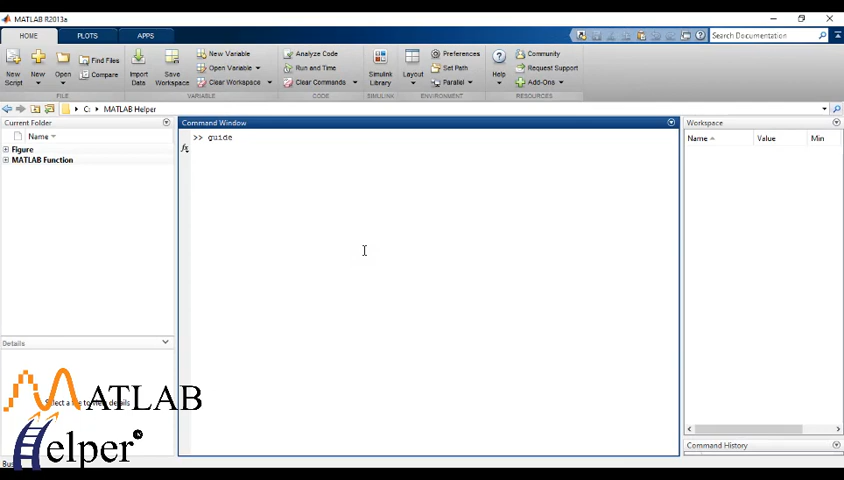 MATLAB R2013a
HOME PLOTS APPS
Search Documentation
New Script
New
Open
Find Files
Compare
Import Data
Save Workspace
New Variable
Open Variable
Clear Workspace
Analyze Code
Run and Time
Clear Commands
Simulink Library
Layout
Preferences
Set Path
Parallel
Help
Community
Request Support
Add-Ons
FILE VARIABLE CODE SIMULINK ENVIRONMENT RESOURCES
C: MATLAB Helper
Current Folder
Name
Figure
MATLAB Function
Details
Select a file to view details
Command Window
>> guide
fx
Workspace
Name Value Min
Command History
MATLAB
Helper